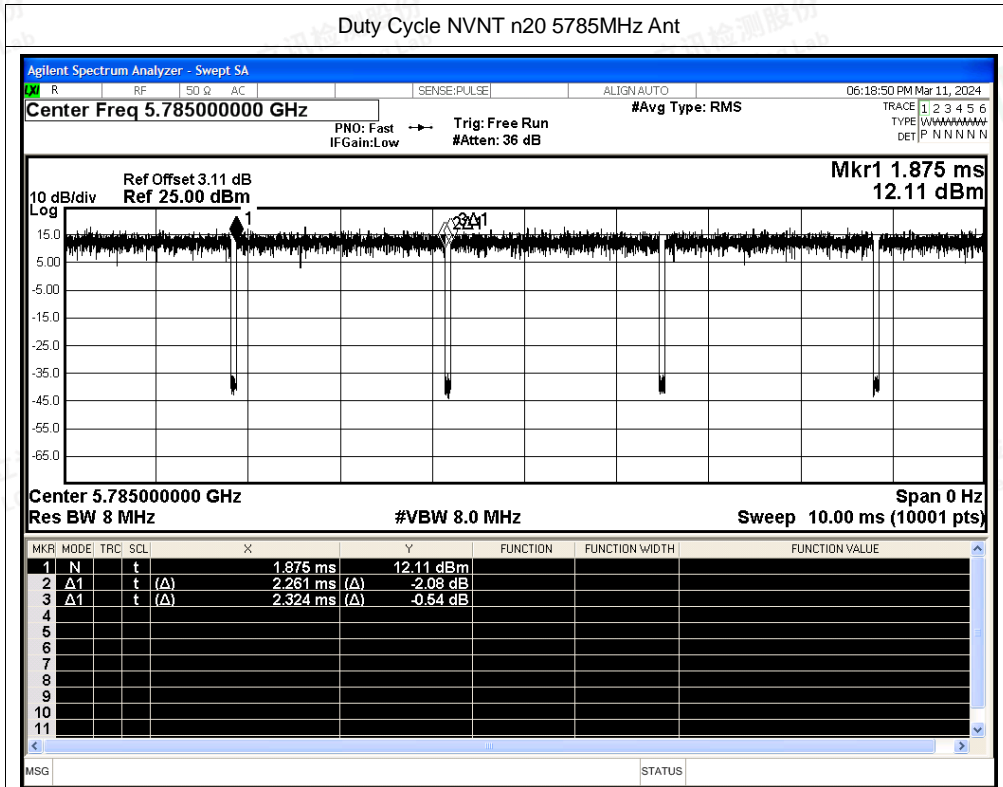 Duty Cycle NVNT n20 5785MHz Ant
Agilent Spectrum Analyzer - Swept SA
LXI R RF 50 Ω AC SENSE:PULSE ALIGN AUTO 06:18:50 PM Mar 11, 2024
Center Freq 5.785000000 GHz #Avg Type: RMS TRACE 1 2 3 4 5 6
PNO: Fast Trig: Free Run TYPE WWWWWW
IFGain:Low #Atten: 36 dB DET P N N N N N
Mkr1 1.875 ms
Ref Offset 3.11 dB
10 dB/div Ref 25.00 dBm 12.11 dBm
Log
1
3Δ1
15.0
5.00
-5.00
-15.0
-25.0
-35.0
-45.0
-55.0
-65.0
Center 5.785000000 GHz Span 0 Hz
Res BW 8 MHz #VBW 8.0 MHz Sweep 10.00 ms (10001 pts)
MKR MODE TRC SCL X Y FUNCTION FUNCTION WIDTH FUNCTION VALUE
1 N t 1.875 ms 12.11 dBm
2 Δ1 t (Δ) 2.261 ms (Δ) -2.08 dB
3 Δ1 t (Δ) 2.324 ms (Δ) -0.54 dB
4
5
6
7
8
9
10
11
MSG STATUS